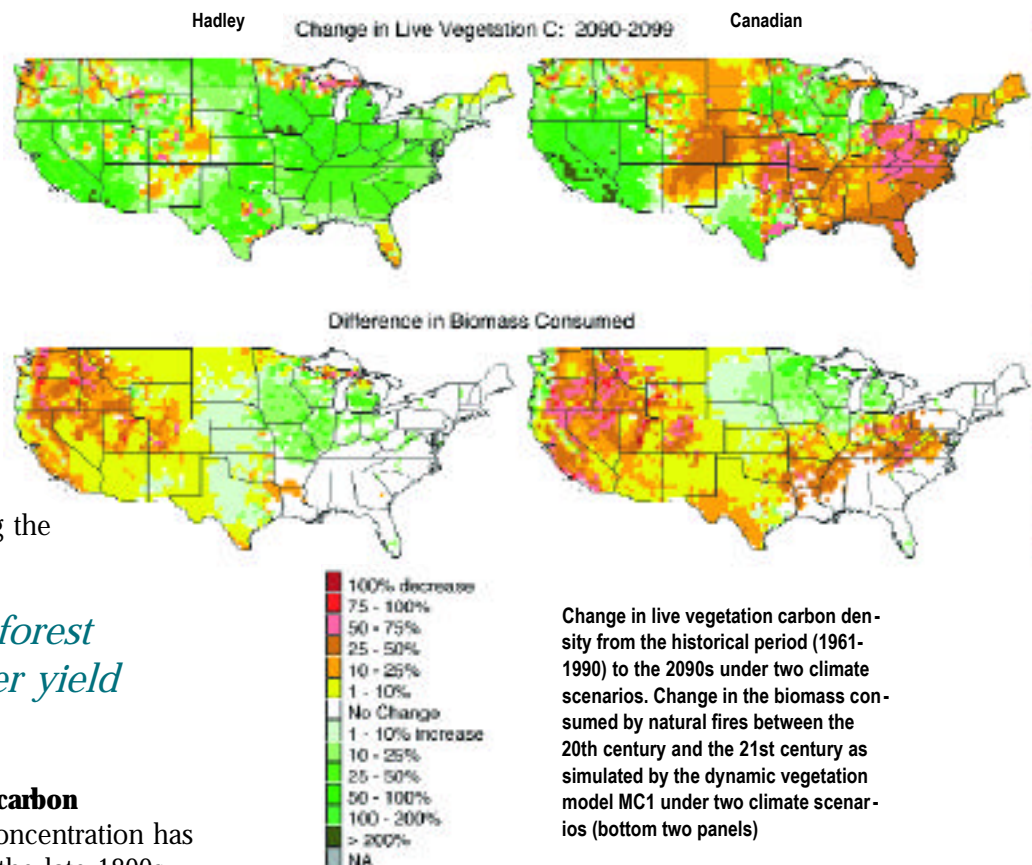 Hadley
Canadian
Change in Live Vegetation C: 2090-2099
Difference in Biomass Consumed
g the
forest
er yield
carbon
oncentration has
the late 1800s
100% decrease
75 - 100%
50 - 75%
25 - 50%
10 - 25%
1 - 10%
No Change
1 - 10% increase
10 - 25%
25 - 50%
50 - 100%
100 - 200%
> 200%
NA
Change in live vegetation carbon den-
sity from the historical period (1961-
1990) to the 2090s under two climate
scenarios. Change in the biomass con-
sumed by natural fires between the
20th century and the 21st century as
simulated by the dynamic vegetation
model MC1 under two climate scenar-
ios (bottom two panels)